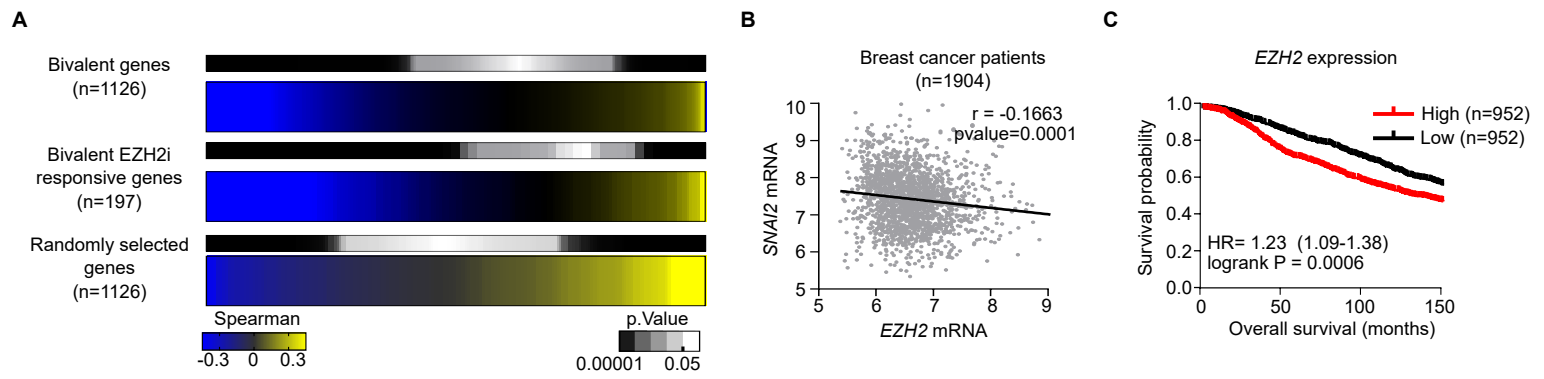 A
Bivalent genes
(n=1126)
Bivalent EZH2i
responsive genes
(n=197)
Randomly selected
genes
(n=1126)
Spearman
-0.3 0 0.3
p.Value
0.00001 0.05
B
Breast cancer patients
(n=1904)
r = -0.1663
pvalue=0.0001
SNAI2 mRNA
10
9
8
7
6
5
5 6 7 8 9
EZH2 mRNA
C
EZH2 expression
High (n=952)
Low (n=952)
Survival probability
1.0
0.8
0.6
0.4
0.2
0.0
HR= 1.23 (1.09-1.38)
logrank P = 0.0006
0 50 100 150
Overall survival (months)